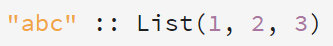 "abc" :: List(1, 2, 3)